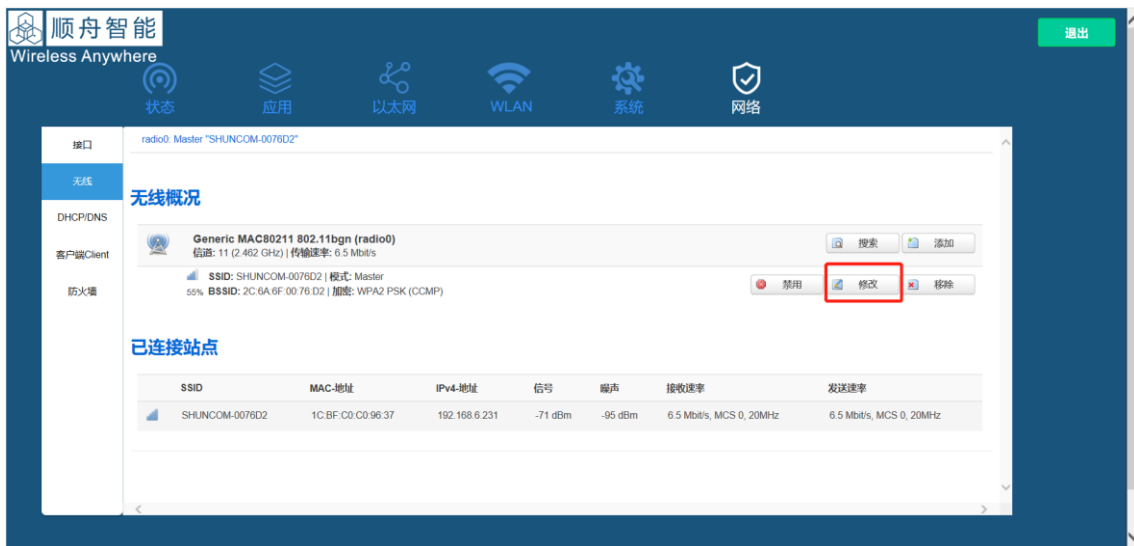 顺舟智能
Wireless Anywhere
退出
状态 应用 以太网 WLAN 系统 网络
接口
无线
DHCP/DNS
客户端Client
防火墙
radio0: Master "SHUNCOM-0076D2"
无线概况
Generic MAC80211 802.11bgn (radio0)
信道: 11 (2.462 GHz) | 传输速率: 6.5 Mbit/s
搜索 添加
SSID: SHUNCOM-0076D2 | 模式: Master
55% BSSID: 2C:6A:6F:00:76:D2 | 加密: WPA2 PSK (CCMP)
禁用 修改 移除
已连接站点
SSID MAC-地址 IPv4-地址 信号 噪声 接收速率 发送速率
SHUNCOM-0076D2 1C:BF:C0:C0:96:37 192.168.6.231 -71 dBm -95 dBm 6.5 Mbit/s, MCS 0, 20MHz 6.5 Mbit/s, MCS 0, 20MHz